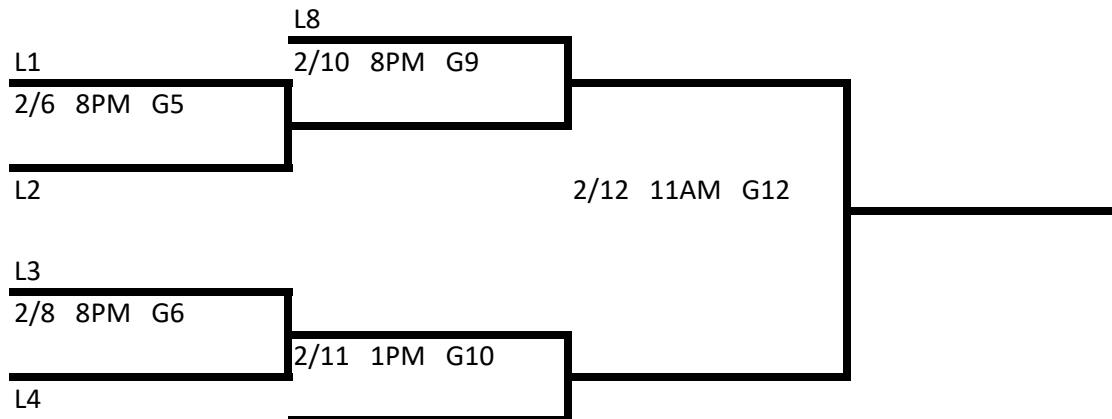 L8
L1
2/10 8PM G9
2/6 8PM G5
L2
2/12 11AM G12
L3
2/8 8PM G6
2/11 1PM G10
L4